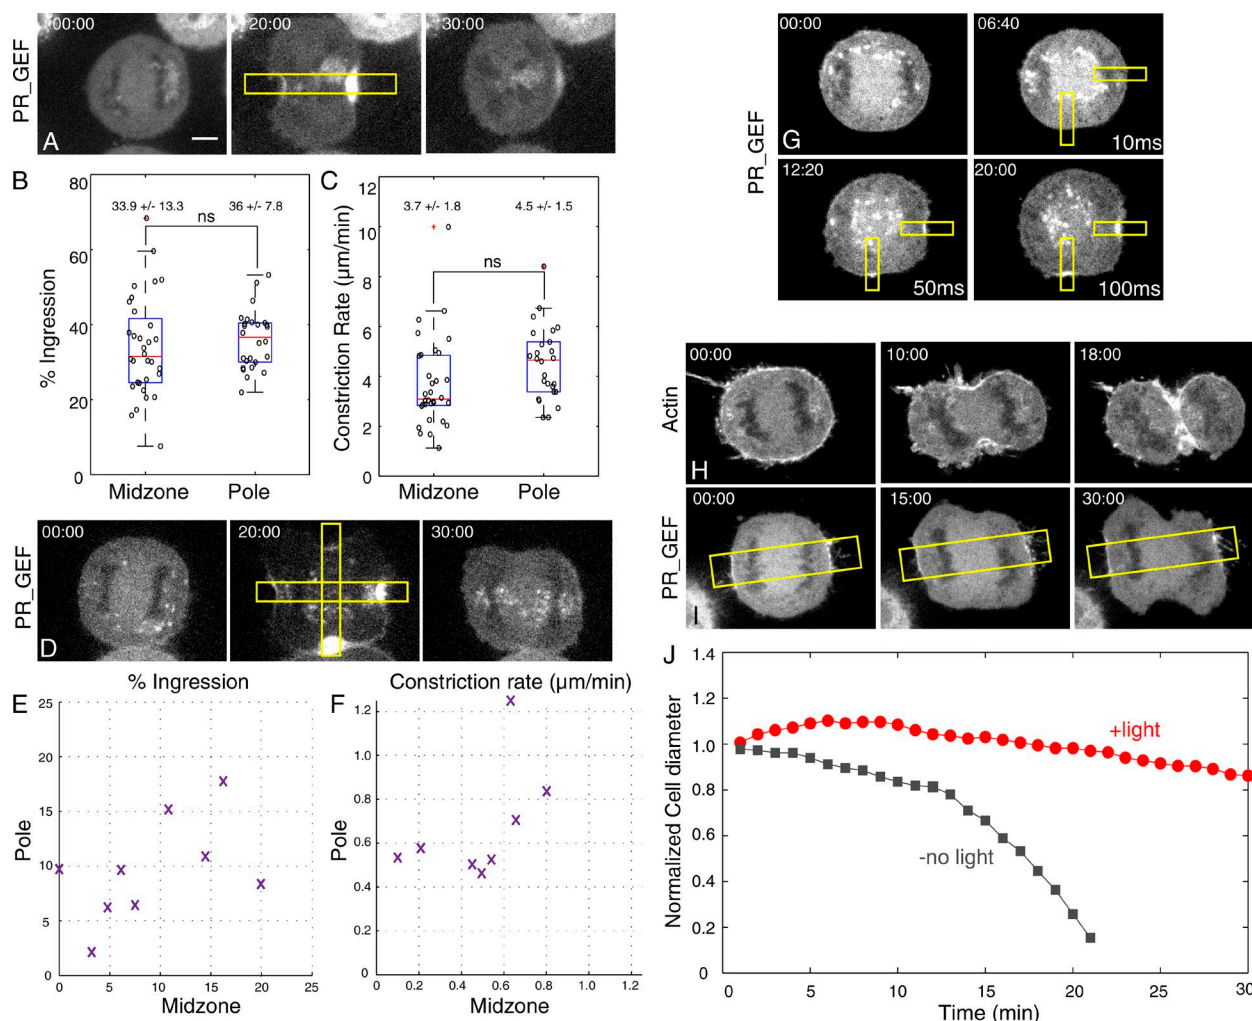 00:00
20:00
30:00
PR_GEF
A
B
80
60
40
20
0
% Ingression
33.9 +/- 13.3
36 +/- 7.8
ns
Midzone
Pole
C
12
10
8
6
4
2
0
Constriction Rate (µm/min)
3.7 +/- 1.8
4.5 +/- 1.5
ns
Midzone
Pole
00:00
20:00
30:00
PR_GEF
D
E
% Ingression
25
20
15
10
5
0
Pole
0 5 10 15 20 25
Midzone
F
Constriction rate (µm/min)
1.2
1.0
0.8
0.6
0.4
0.2
0
Pole
0 0.2 0.4 0.6 0.8 1.0 1.2
Midzone
00:00
06:40
PR_GEF
G
10ms
12:20
20:00
50ms
100ms
00:00
10:00
18:00
Actin
H
00:00
15:00
30:00
PR_GEF
I
J
1.4
1.2
1.0
0.8
0.6
0.4
0.2
0
Normalized Cell diameter
+light
-no light
0 5 10 15 20 25 30
Time (min)